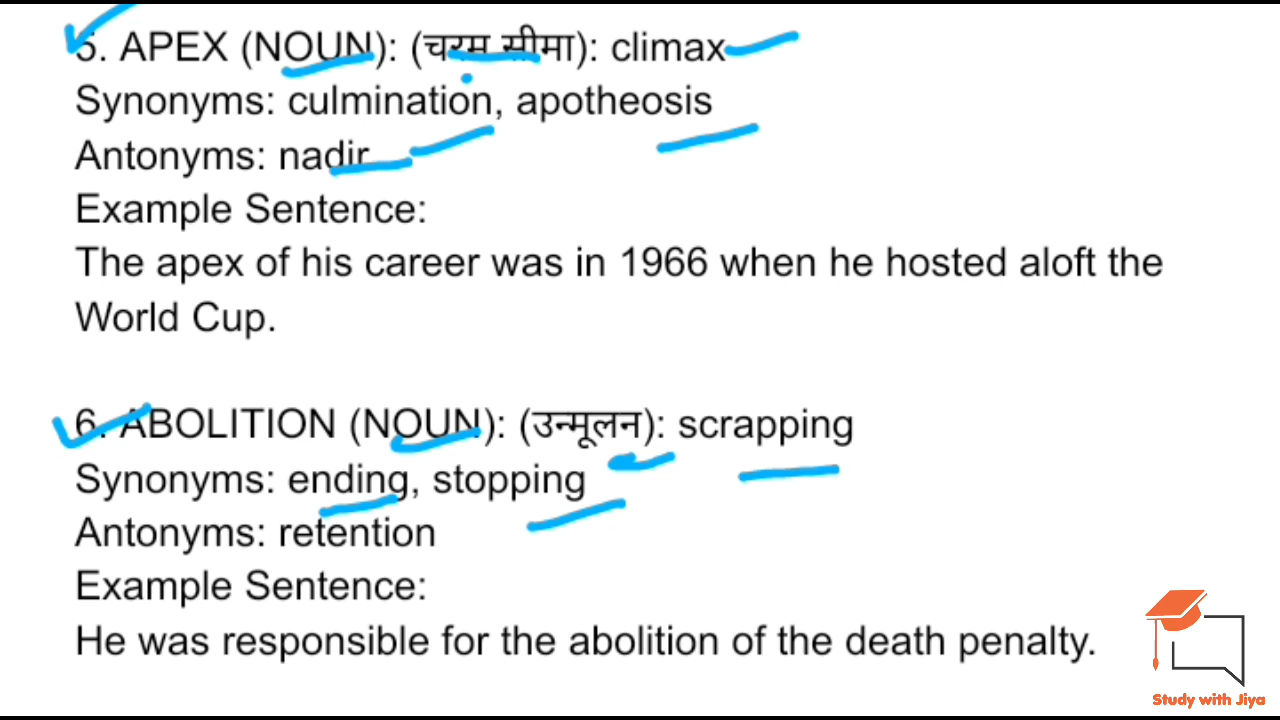 5. APEX (NOUN): (चरम सीमा): climax
Synonyms: culmination, apotheosis
Antonyms: nadir
Example Sentence:
The apex of his career was in 1966 when he hosted aloft the
World Cup.
6. ABOLITION (NOUN): (उन्मूलन): scrapping
Synonyms: ending, stopping
Antonyms: retention
Example Sentence:
He was responsible for the abolition of the death penalty.
Study with Jiya